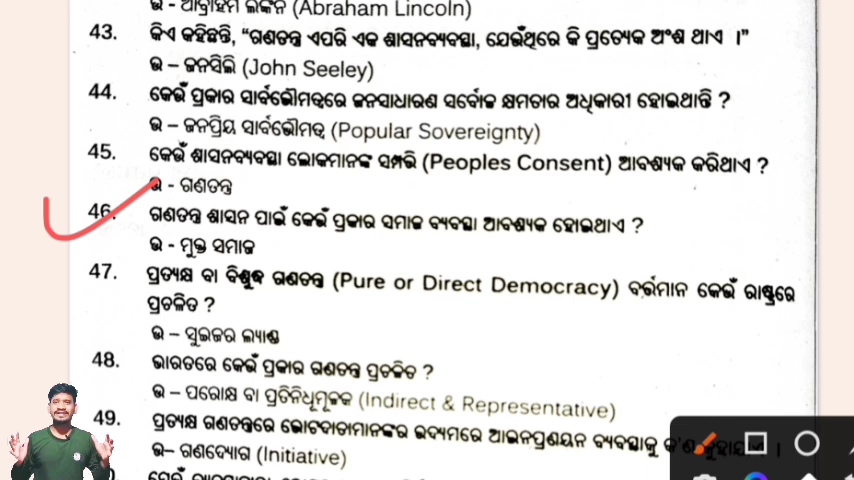 ଉ - ଆବ୍ରାହମ ଲିଙ୍କନ (Abraham Lincoln)
43. କିଏ କହିଛନ୍ତି, “ଗଣତନ୍ତ୍ର ଏପରି ଏକ ଶାସନବ୍ୟବସ୍ଥା, ଯେଉଁଥିରେ କି ପ୍ରତ୍ୟେକ ଅଂଶ ଥାଏ ।”
ଉ – ଜନସିଲି (John Seeley)
44. କେଉଁ ପ୍ରକାର ସାର୍ବଭୌମତ୍ୱରେ ଜନସାଧାରଣ ସର୍ବୋଚ୍ଚ କ୍ଷମତାର ଅଧିକାରୀ ହୋଇଥାନ୍ତି ?
ଉ – ଜନପ୍ରିୟ ସାର୍ବଭୌମତ୍ୱ (Popular Sovereignty)
45. କେଉଁ ଶାସନବ୍ୟବସ୍ଥା ଲୋକମାନଙ୍କ ସମ୍ମତି (Peoples Consent) ଆବଶ୍ୟକ କରିଥାଏ ?
ଉ - ଗଣତନ୍ତ୍ର
46. ଗଣତନ୍ତ୍ର ଶାସନ ପାଇଁ କେଉଁ ପ୍ରକାର ସମାଜ ବ୍ୟବସ୍ଥା ଆବଶ୍ୟକ ହୋଇଥାଏ ?
ଉ - ମୁକ୍ତ ସମାଜ
47. ପ୍ରତ୍ୟକ୍ଷ ବା ବିଶୁଦ୍ଧ ଗଣତନ୍ତ୍ର (Pure or Direct Democracy) ବର୍ତ୍ତମାନ କେଉଁ ରାଷ୍ଟ୍ରରେ
ପ୍ରଚଳିତ ?
ଉ – ସୁଇଜର ଲ୍ୟାଣ୍ଡ
48. ଭାରତରେ କେଉଁ ପ୍ରକାର ଗଣତନ୍ତ୍ର ପ୍ରଚଳିତ ?
ଉ – ପରୋକ୍ଷ ବା ପ୍ରତିନିଧିମୂଳକ (Indirect & Representative)
49. ପ୍ରତ୍ୟକ୍ଷ ଗଣତନ୍ତ୍ରରେ ଭୋଟଦାତାମାନଙ୍କର ଉଦ୍ୟମରେ ଆଇନପ୍ରଣୟନ ବ୍ୟବସ୍ଥାକୁ କ'ଣ କୁହାଯାଏ ।
ଉ– ଗଣଦ୍ୟୋଗ (Initiative)